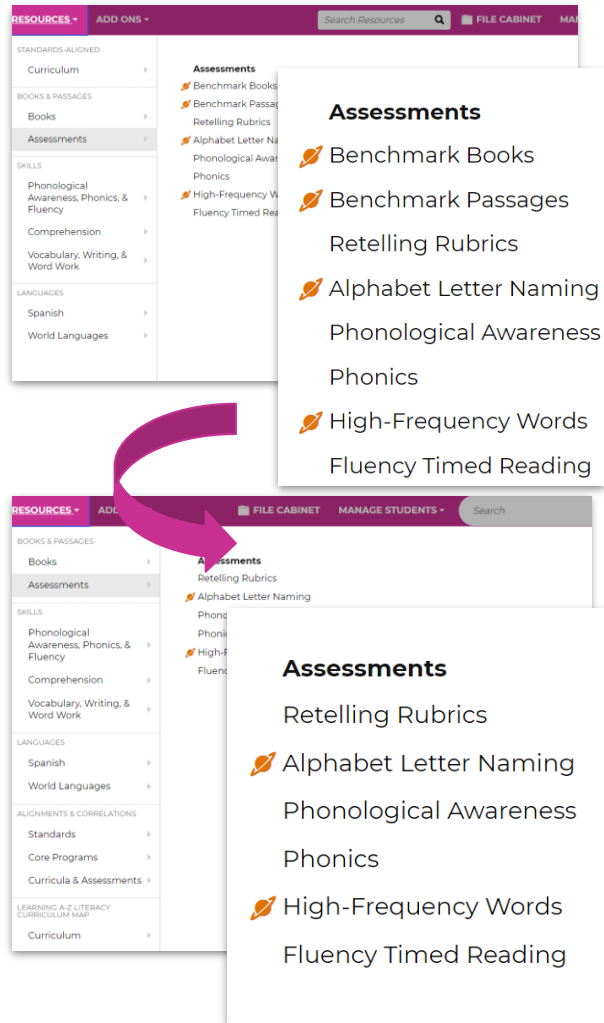 RESOURCES ADD ONS Search Resources FILE CABINET
STANDARDS-ALIGNED
Curriculum
BOOKS & PASSAGES
Books
Assessments
SKILLS
Phonological
Awareness, Phonics, &
Fluency
Comprehension
Vocabulary, Writing, &
Word Work
LANGUAGES
Spanish
World Languages
Assessments
Benchmark Books
Benchmark
Retelling Rubrics
Alphabet Letter
Phonological
Phonics
High-Frequency
Fluency Timed
Assessments
Benchmark Books
Benchmark Passages
Retelling Rubrics
Alphabet Letter Naming
Phonological Awareness
Phonics
High-Frequency Words
Fluency Timed Reading
RESOURCES FILE CABINET MANAGE STUDENTS Search
BOOKS & PASSAGES
Books
Assessments
SKILLS
Phonological
Awareness, Phonics, &
Fluency
Comprehension
Vocabulary, Writing, &
Word Work
LANGUAGES
Spanish
World Languages
ALIGNMENTS & CORRELATIONS
Standards
Core Programs
Curricula & Assessments
LEARNING A-Z LITERACY
CURRICULUM MAP
Curriculum
Assessments
Retelling Rubrics
Alphabet Letter Naming
Assessments
Retelling Rubrics
Alphabet Letter Naming
Phonological Awareness
Phonics
High-Frequency Words
Fluency Timed Reading